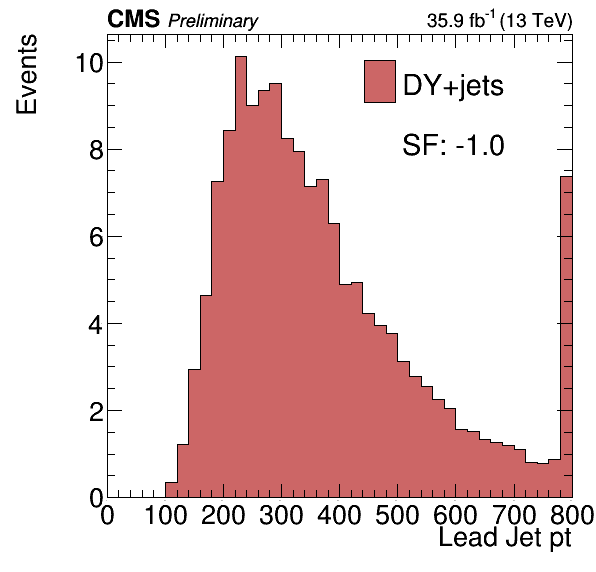 CMS Preliminary 35.9 fb⁻¹ (13 TeV)
Events
DY+jets
SF: -1.0
10
8
6
4
2
0
0 100 200 300 400 500 600 700 800
Lead Jet pt